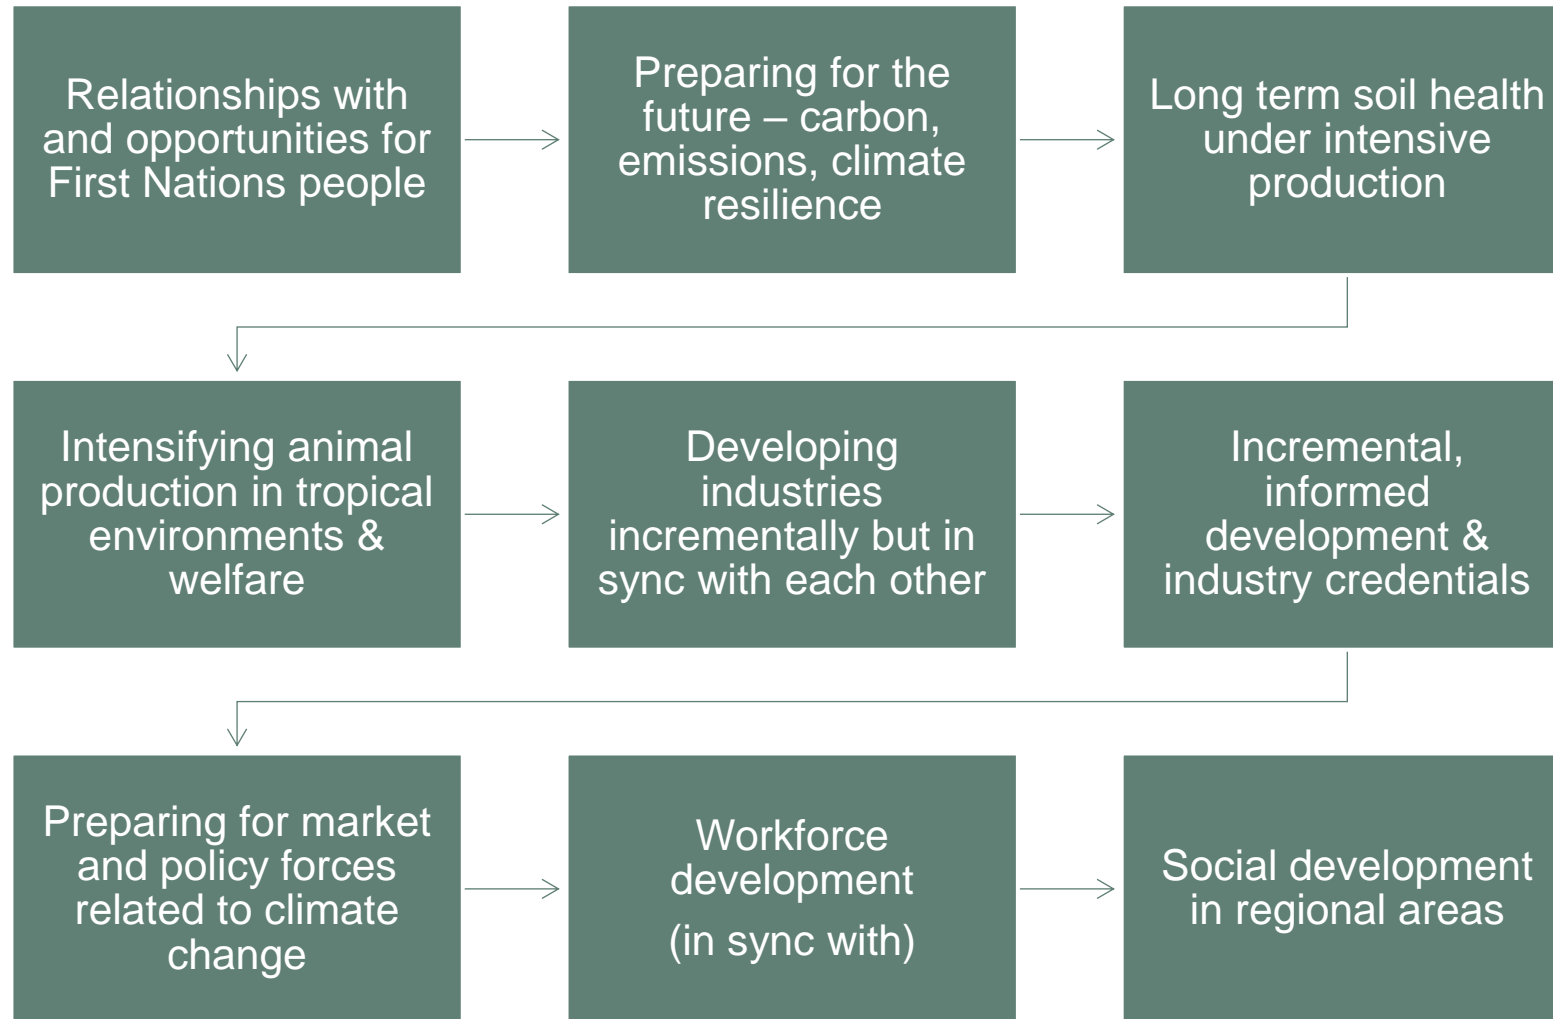 Relationships with
and opportunities for
First Nations people
Preparing for the
future – carbon,
emissions, climate
resilience
Long term soil health
under intensive
production
Intensifying animal
production in tropical
environments &
welfare
Developing
industries
incrementally but in
sync with each other
Incremental,
informed
development &
industry credentials
Preparing for market
and policy forces
related to climate
change
Workforce
development
(in sync with)
Social development
in regional areas